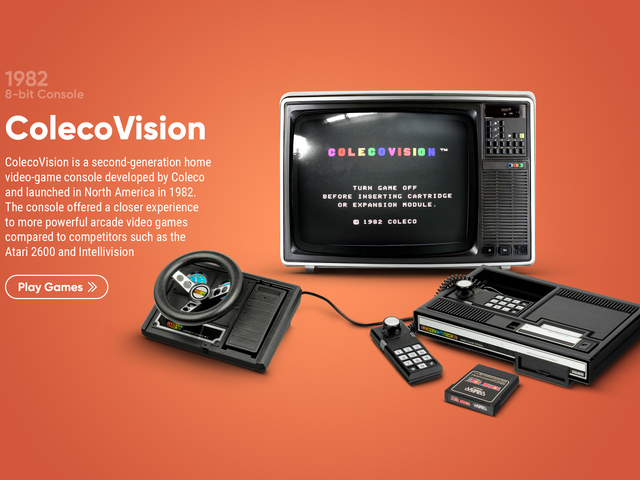 1982
8-bit Console
ColecoVision
ColecoVision is a second-generation home
video-game console developed by Coleco
and launched in North America in 1982.
The console offered a closer experience
to more powerful arcade video games
compared to competitors such as the
Atari 2600 and Intellivision
Play Games
COLECOVISION™
TURN GAME OFF
BEFORE INSERTING CARTRIDGE
OR EXPANSION MODULE.
© 1982 COLECO